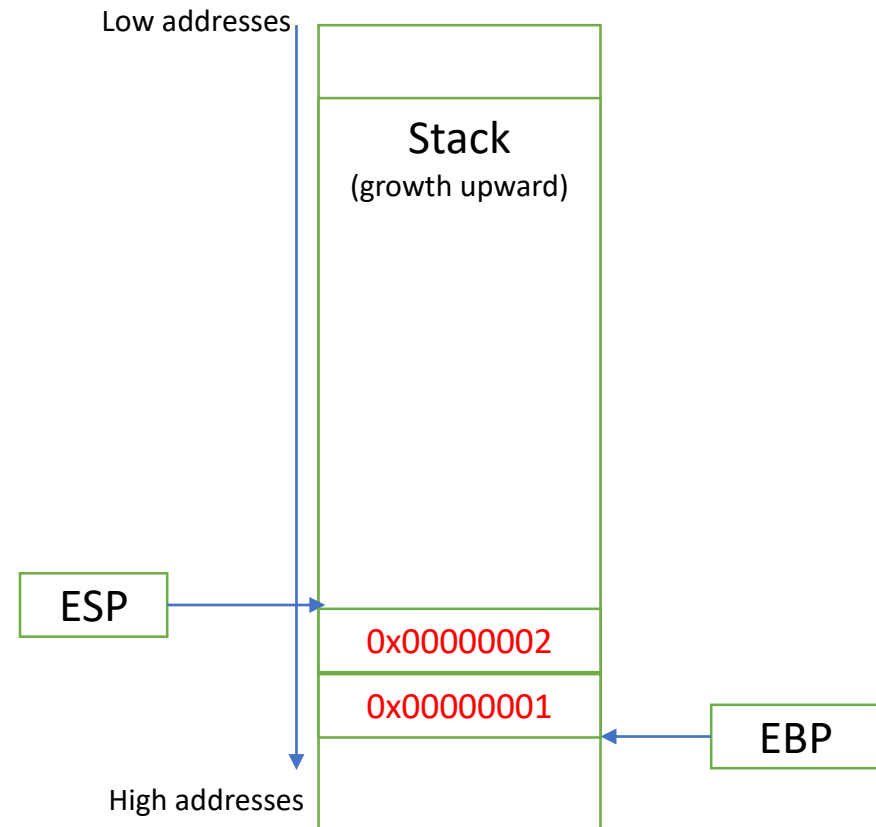 Low addresses
Stack
(growth upward)
ESP
0x00000002
0x00000001
EBP
High addresses